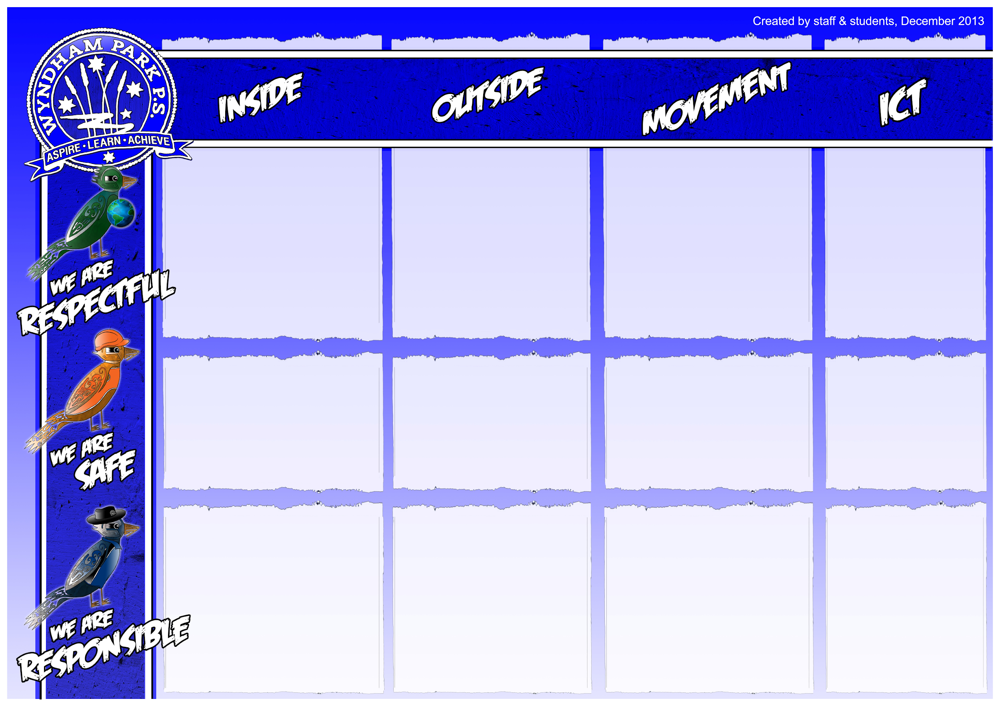 Created by staff & students, December 2013
WYNDHAM PARK P.S.
ASPIRE • LEARN • ACHIEVE
INSIDE
OUTSIDE
MOVEMENT
ICT
WE ARE
RESPECTFUL
WE ARE
SAFE
WE ARE
RESPONSIBLE